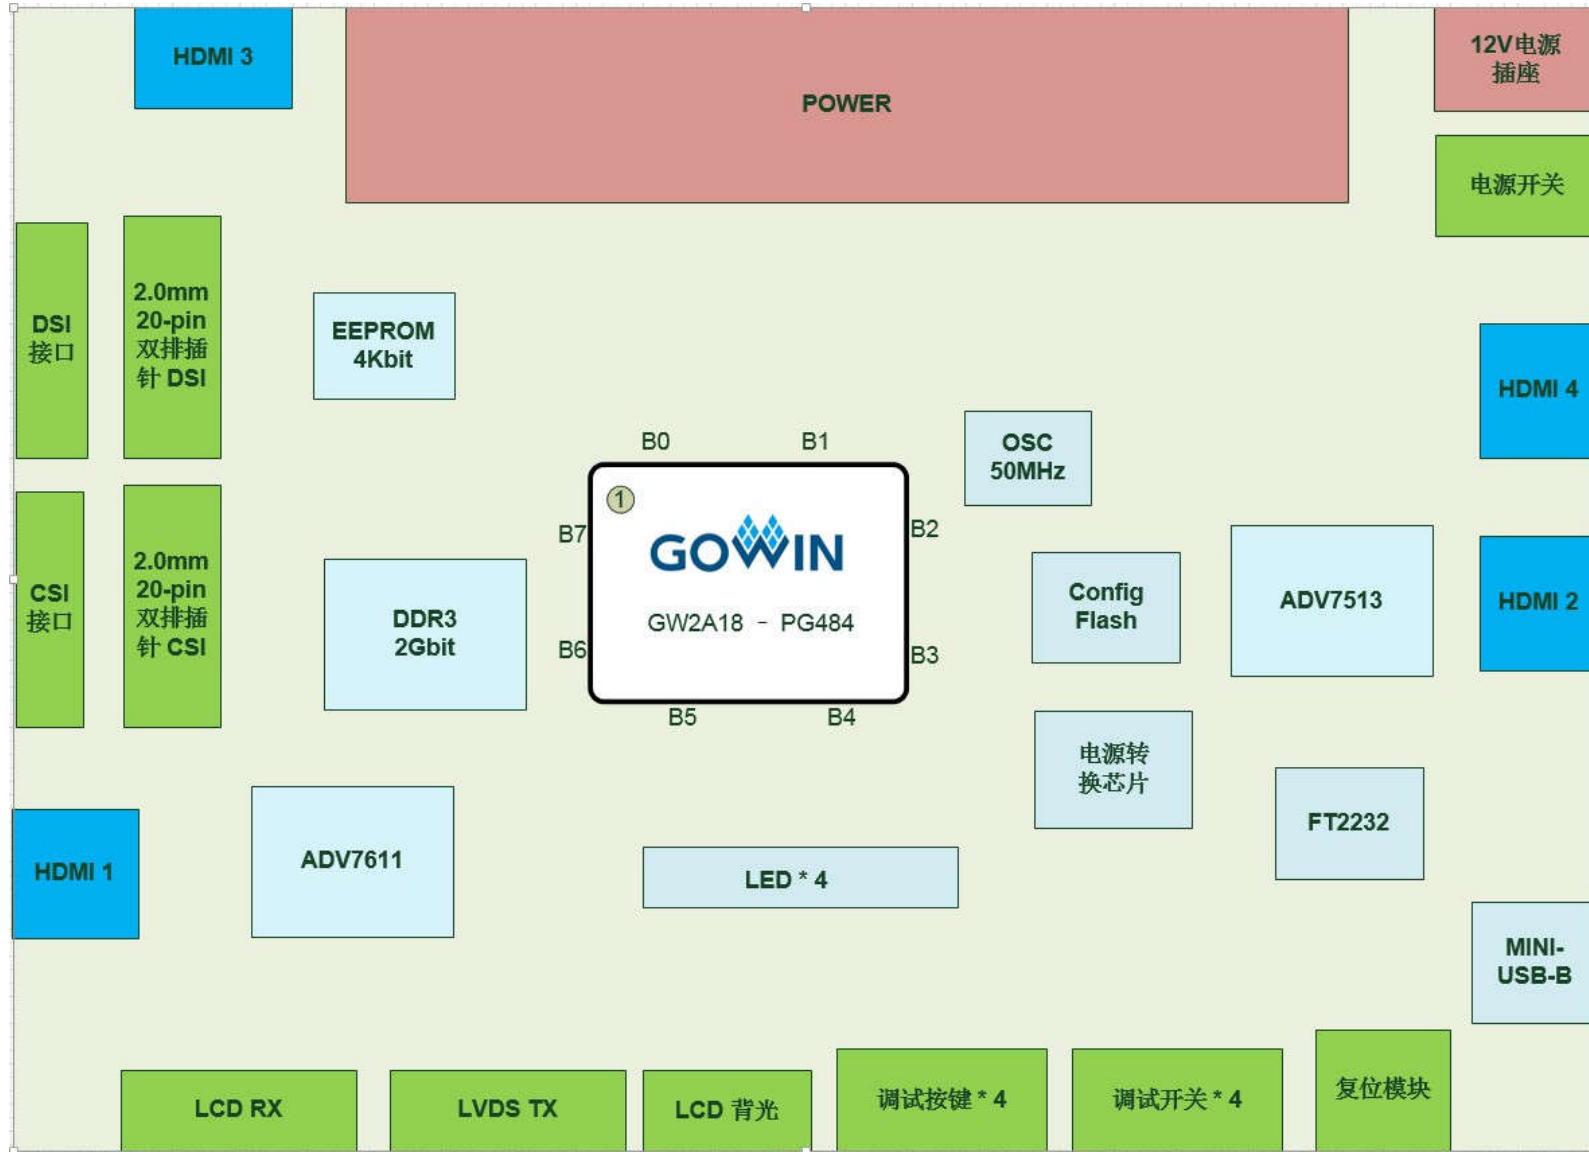 HDMI 3
POWER
12V电源
插座
电源开关
DSI
接口
2.0mm
20-pin
双排插
针 DSI
EEPROM
4Kbit
HDMI 4
B0
B1
OSC
50MHz
CSI
接口
2.0mm
20-pin
双排插
针 CSI
DDR3
2Gbit
B7
B6
1
GOWIN
GW2A18 - PG484
B2
B3
B5
B4
Config
Flash
ADV7513
HDMI 2
电源转
换芯片
FT2232
HDMI 1
ADV7611
LED * 4
MINI-
USB-B
LCD RX
LVDS TX
LCD 背光
调试按键 * 4
调试开关 * 4
复位模块